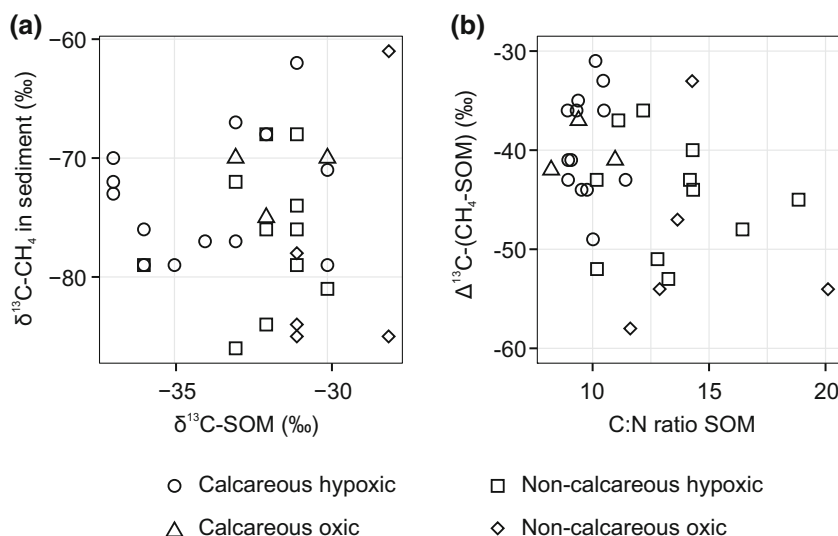 (a)
−60
−70
−80
δ¹³C-CH₄ in sediment (‰)
−35
−30
δ¹³C-SOM (‰)
(b)
-30
-40
-50
-60
Δ¹³C-(CH₄-SOM) (‰)
10
15
20
C:N ratio SOM
Calcareous hypoxic
Non-calcareous hypoxic
Calcareous oxic
Non-calcareous oxic